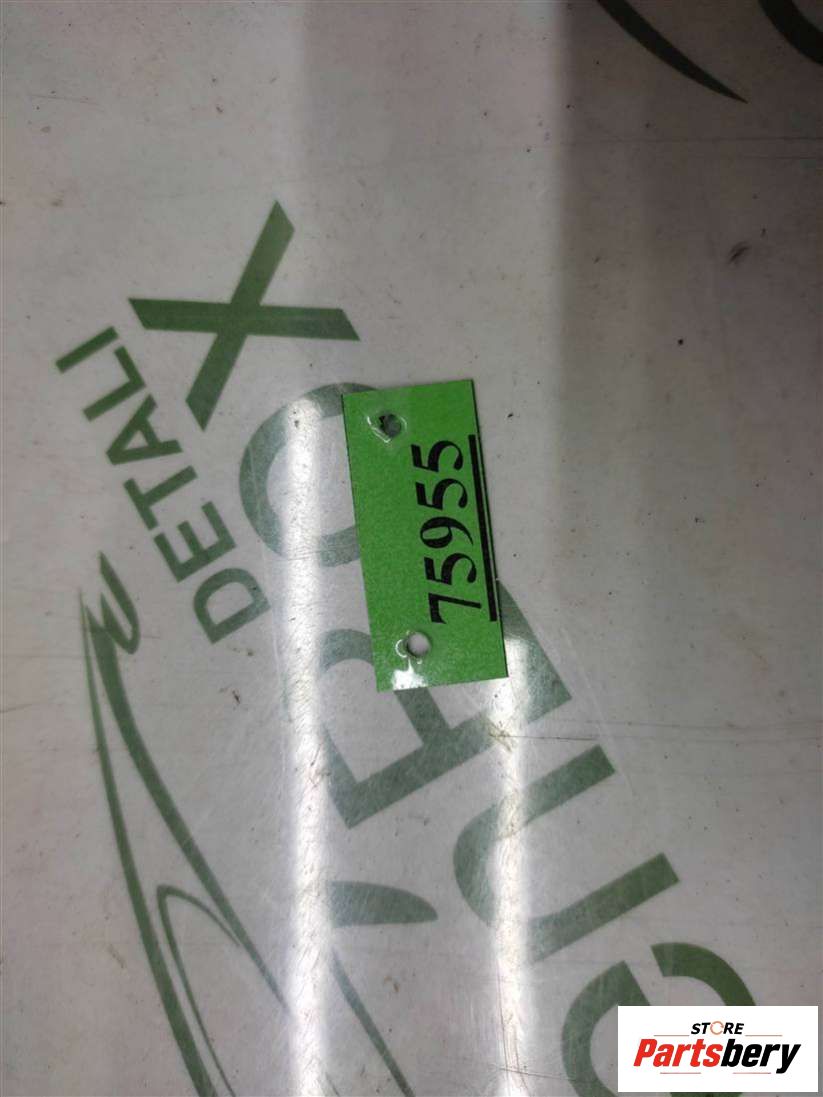 75955
DETALI
X
STORE
Partsbery